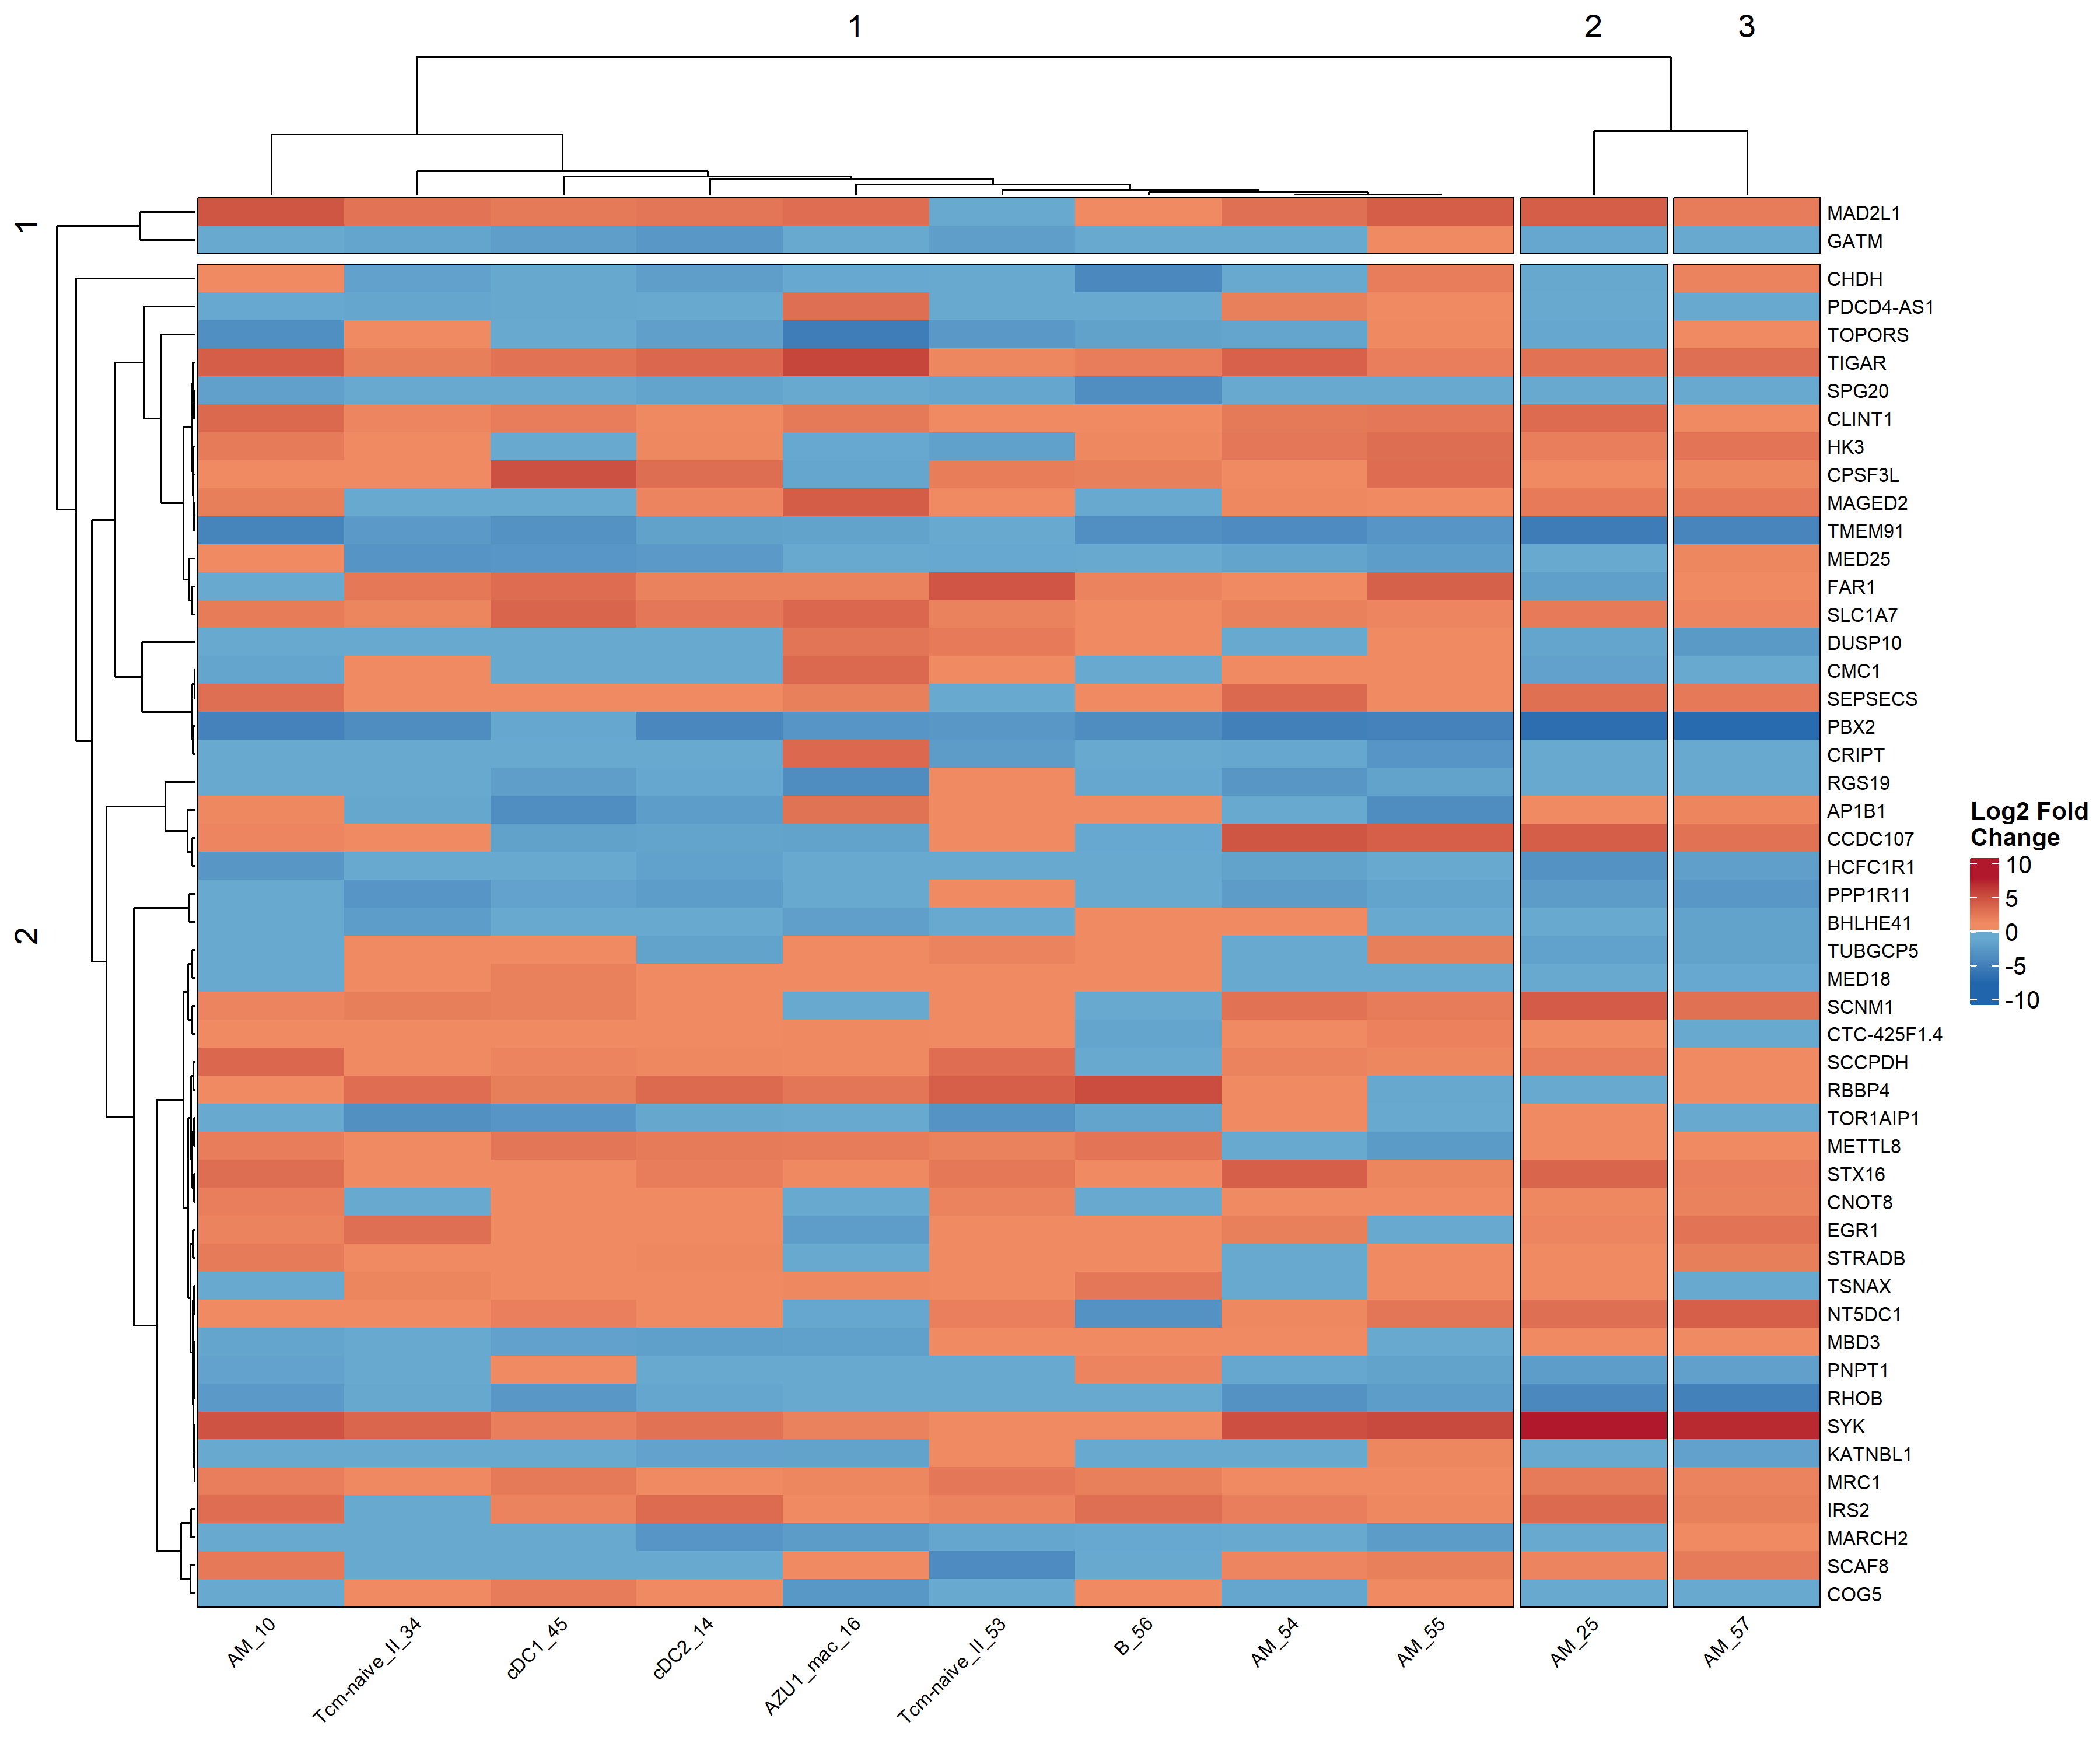 1
2
3
1
2
MAD2L1
GATM
CHDH
PDCD4-AS1
TOPORS
TIGAR
SPG20
CLINT1
HK3
CPSF3L
MAGED2
TMEM91
MED25
FAR1
SLC1A7
DUSP10
CMC1
SEPSECS
PBX2
CRIPT
RGS19
AP1B1
CCDC107
HCFC1R1
PPP1R11
BHLHE41
TUBGCP5
MED18
SCNM1
CTC-425F1.4
SCCPDH
RBBP4
TOR1AIP1
METTL8
STX16
CNOT8
EGR1
STRADB
TSNAX
NT5DC1
MBD3
PNPT1
RHOB
SYK
KATNBL1
MRC1
IRS2
MARCH2
SCAF8
COG5
Log2 Fold
Change
10
5
0
-5
-10
AM_10
Tcm-naive_II_34
cDC1_45
cDC2_14
AZU1_mac_16
Tcm-naive_II_53
B_56
AM_54
AM_55
AM_25
AM_57